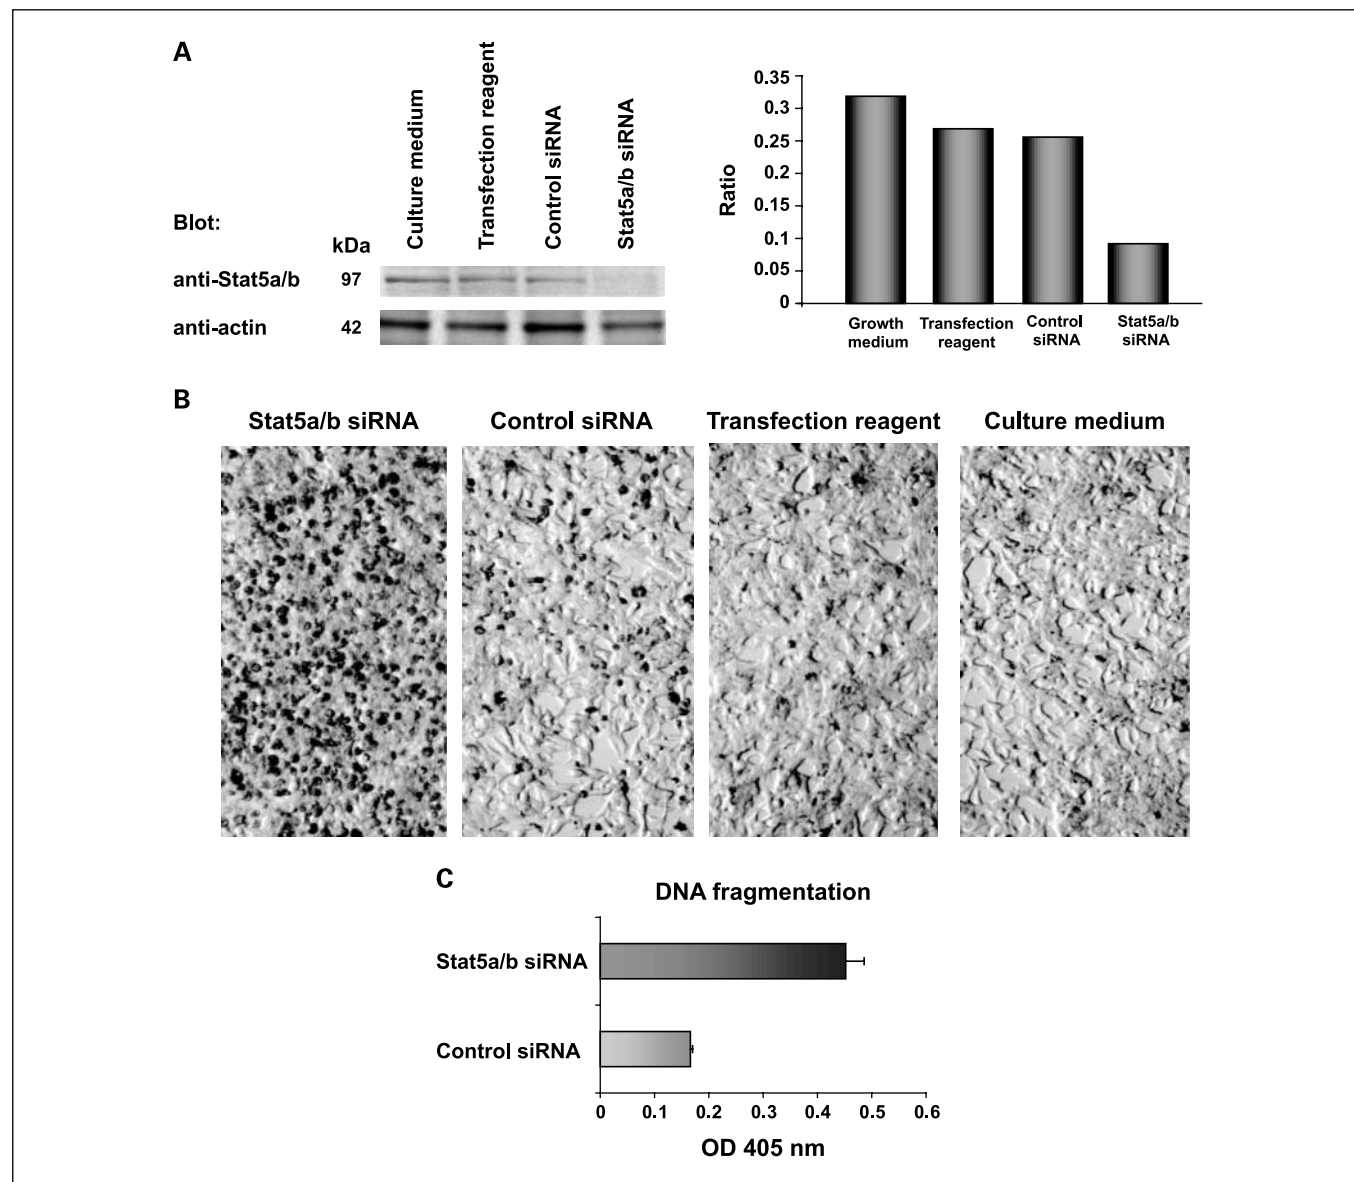 A
Culture medium
Transfection reagent
Control siRNA
Stat5a/b siRNA
Blot:
kDa
anti-Stat5a/b 97
anti-actin 42
Ratio
0.35
0.3
0.25
0.2
0.15
0.1
0.05
0
Growth
medium
Transfection
reagent
Control
siRNA
Stat5a/b
siRNA
B
Stat5a/b siRNA
Control siRNA
Transfection reagent
Culture medium
C
DNA fragmentation
Stat5a/b siRNA
Control siRNA
0 0.1 0.2 0.3 0.4 0.5 0.6
OD 405 nm